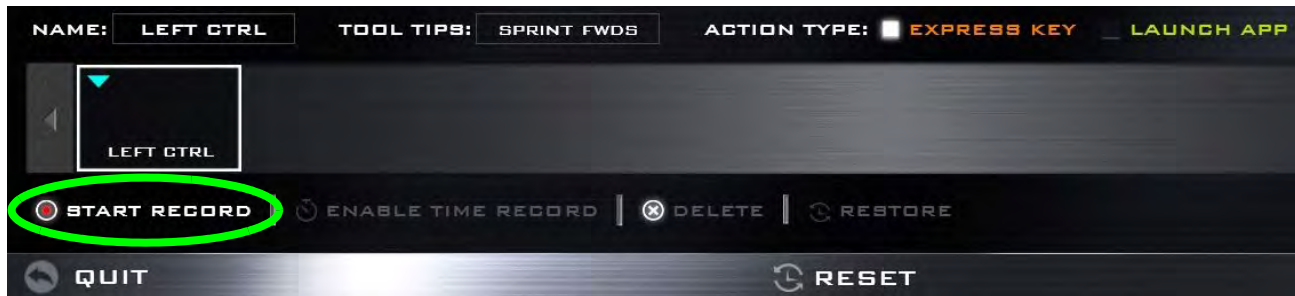 NAME: LEFT CTRL TOOL TIPS: SPRINT FWDS ACTION TYPE: EXPRESS KEY LAUNCH APP
LEFT CTRL
START RECORD ENABLE TIME RECORD DELETE RESTORE
QUIT RESET